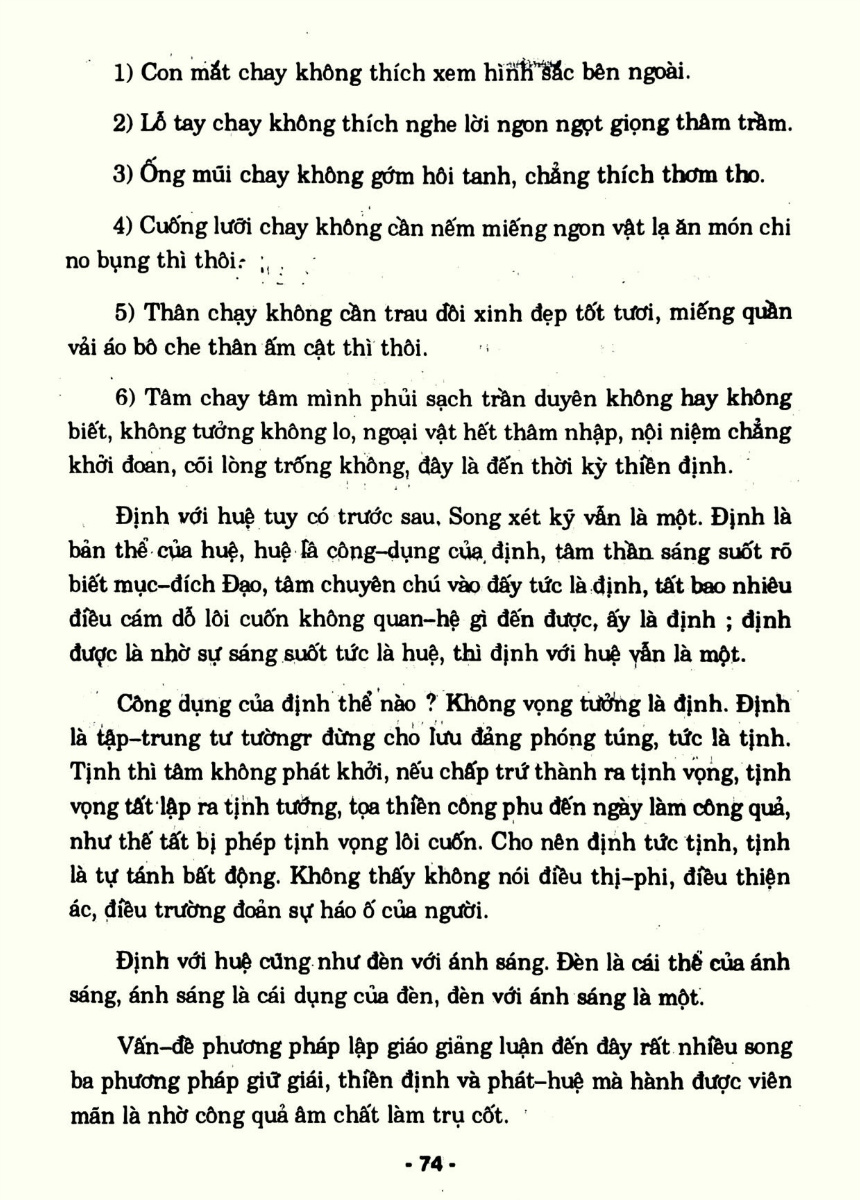 1) Con mắt chay không thích xem hình sắc bên ngoài.
2) Lỗ tay chay không thích nghe lời ngon ngọt giọng thâm trầm.
3) Ống mũi chay không gớm hôi tanh, chẳng thích thơm tho.
4) Cuống lưỡi chay không cần nếm miếng ngon vật lạ ăn món chi
no bụng thì thôi.
5) Thân chạy không cần trau đồi xinh đẹp tốt tươi, miếng quần
vải áo bô che thân ấm cật thì thôi.
6) Tâm chay tâm mình phủi sạch trần duyên không hay không
biết, không tưởng không lo, ngoại vật hết thâm nhập, nội niệm chẳng
khởi đoan, cõi lòng trống không, đây là đến thời kỳ thiền định.
Định với huệ tuy có trước sau. Song xét kỹ vẫn là một. Định là
bản thể của huệ, huệ là công-dụng của định, tâm thần sáng suốt rõ
biết mục-đích Đạo, tâm chuyên chú vào đấy tức là định, tất bao nhiêu
điều cám dỗ lôi cuốn không quan-hệ gì đến được, ấy là định ; định
được là nhờ sự sáng suốt tức là huệ, thì định với huệ vẫn là một.
Công dụng của định thể nào ? Không vọng tưởng là định. Định
là tập-trung tư tườngr đừng cho lưu đảng phóng túng, tức là tịnh.
Tịnh thì tâm không phát khởi, nếu chấp trứ thành ra tịnh vọng, tịnh
vọng tất lập ra tịnh tướng, tọa thiền công phu đến ngày làm công quả,
như thế tất bị phép tịnh vọng lôi cuốn. Cho nên định tức tịnh, tịnh
là tự tánh bất động. Không thấy không nói điều thị-phi, điều thiện
ác, điều trường đoản sự háo ố của người.
Định với huệ cũng như đèn với ánh sáng. Đèn là cái thể của ánh
sáng, ánh sáng là cái dụng của đèn, đèn với ánh sáng là một.
Vấn-đề phương pháp lập giáo giảng luận đến đây rất nhiều song
ba phương pháp giữ giái, thiền định và phát-huệ mà hành được viên
mãn là nhờ công quả âm chất làm trụ cốt.
- 74 -